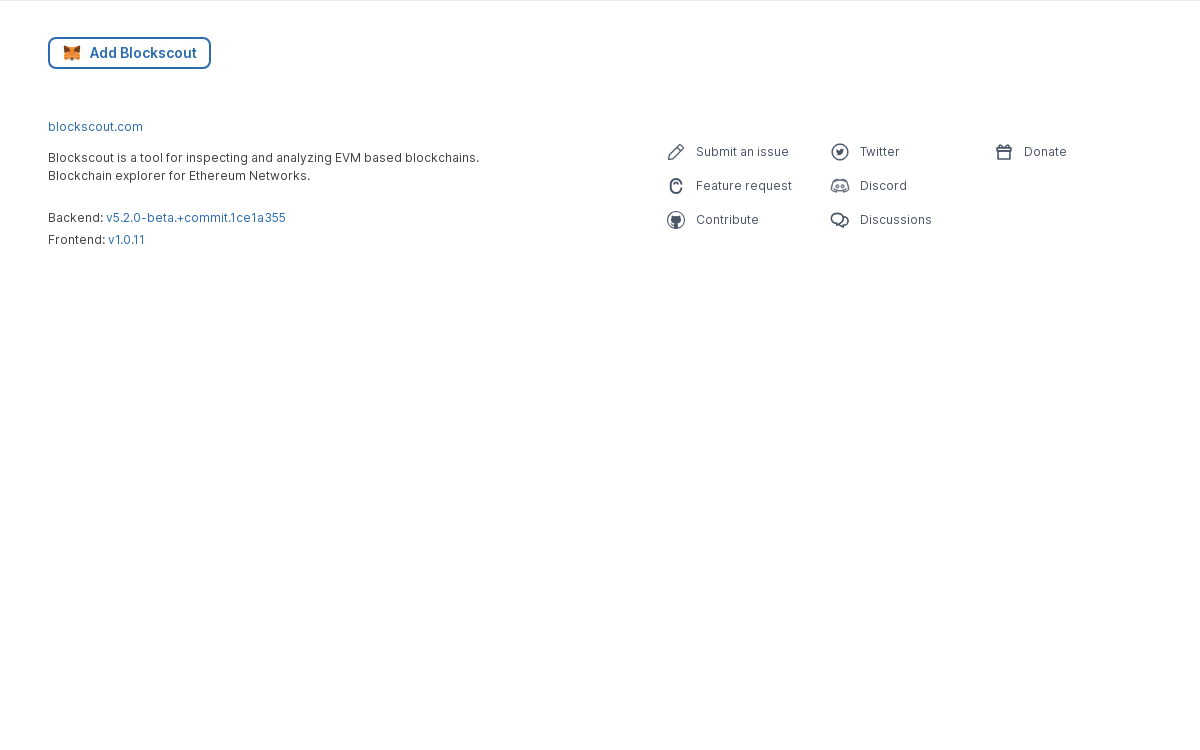 Add Blockscout
blockscout.com
Blockscout is a tool for inspecting and analyzing EVM based blockchains.
Blockchain explorer for Ethereum Networks.
Backend: v5.2.0-beta.+commit.1ce1a355
Frontend: v1.0.11
Submit an issue
Feature request
Contribute
Twitter
Discord
Discussions
Donate